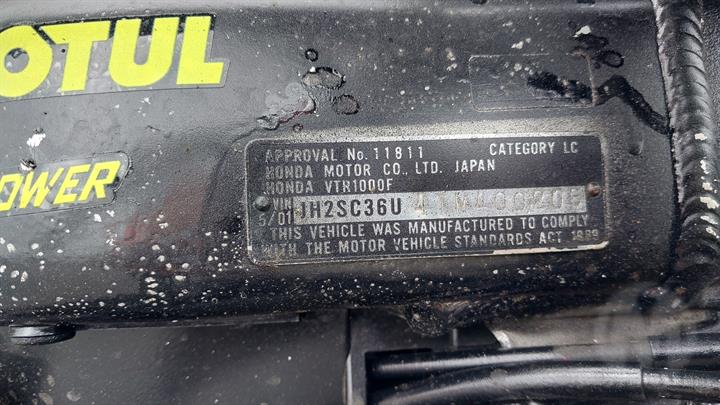 OTUL
OWER
APPROVAL No. 11811 CATEGORY LC
HONDA MOTOR CO., LTD. JAPAN
HONDA VTR1000F
VIN
5/01 JH2SC36U
THIS VEHICLE WAS MANUFACTURED TO COMPLY
WITH THE MOTOR VEHICLE STANDARDS ACT 1989